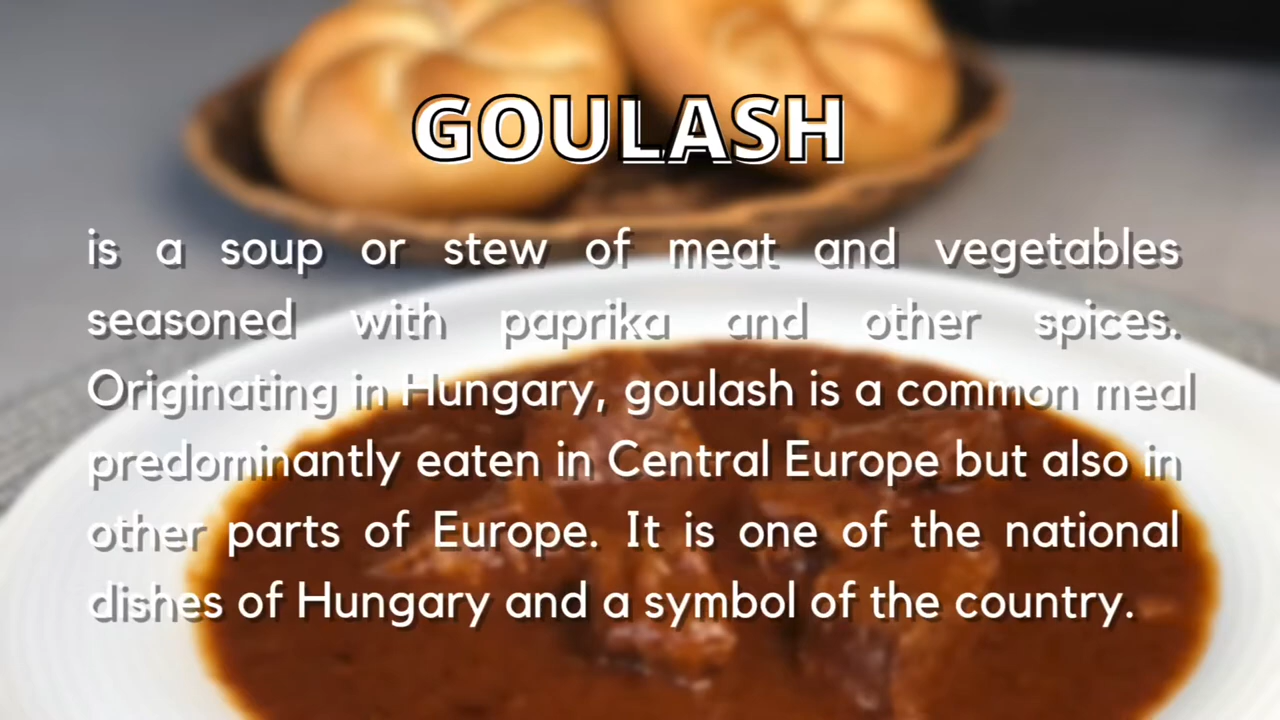 GOULASH
is a soup or stew of meat and vegetables
seasoned with paprika and other spices.
Originating in Hungary, goulash is a common meal
predominantly eaten in Central Europe but also in
other parts of Europe. It is one of the national
dishes of Hungary and a symbol of the country.